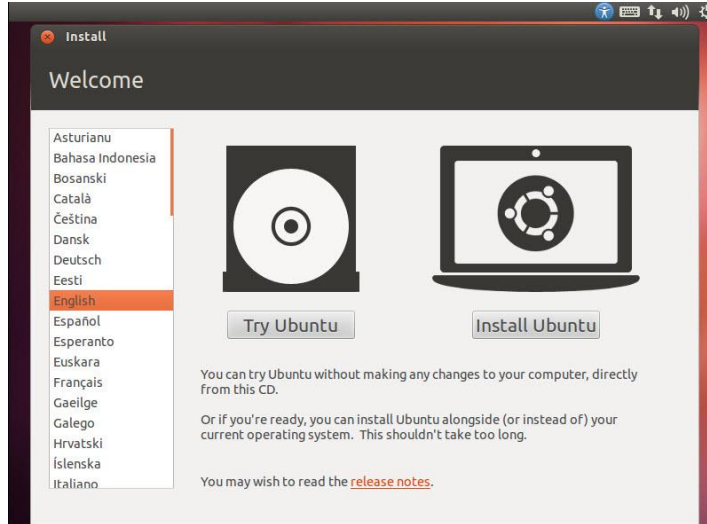 Install
Welcome
Asturianu
Bahasa Indonesia
Bosanski
Català
Čeština
Dansk
Deutsch
Eesti
English
Español
Esperanto
Euskara
Français
Gaeilge
Galego
Hrvatski
Íslenska
Italiano
Try Ubuntu
Install Ubuntu
You can try Ubuntu without making any changes to your computer, directly
from this CD.
Or if you're ready, you can install Ubuntu alongside (or instead of) your
current operating system. This shouldn't take too long.
You may wish to read the release notes.